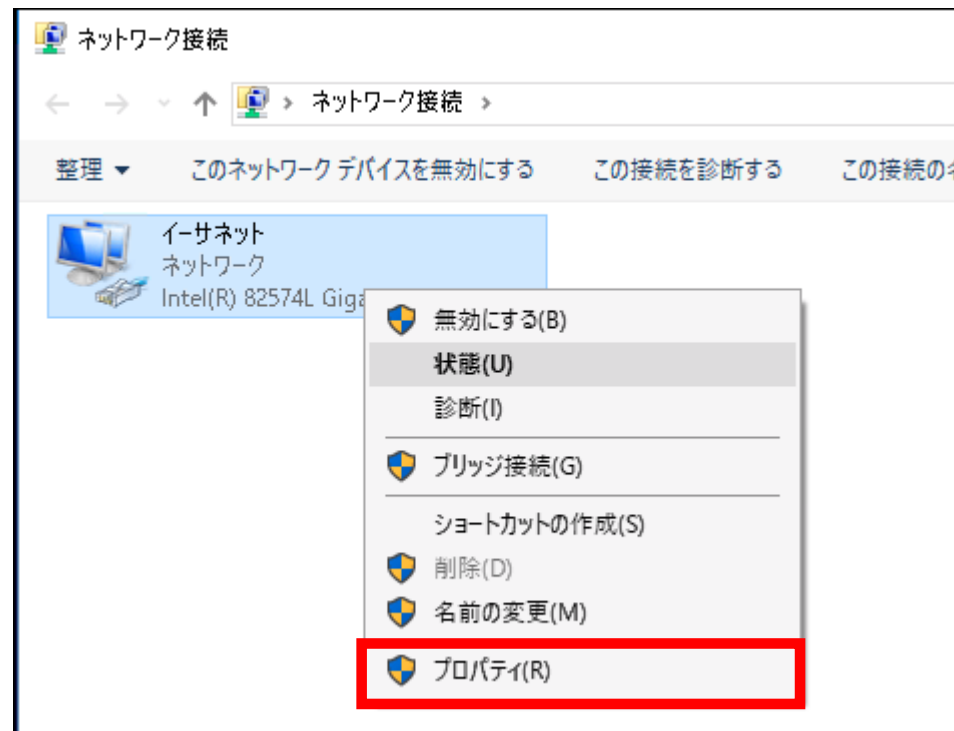 ネットワーク接続
ネットワーク接続
整理 このネットワーク デバイスを無効にする この接続を診断する この接続の
イーサネット
ネットワーク
Intel(R) 82574L Giga
無効にする(B)
状態(U)
診断(I)
ブリッジ接続(G)
ショートカットの作成(S)
削除(D)
名前の変更(M)
プロパティ(R)